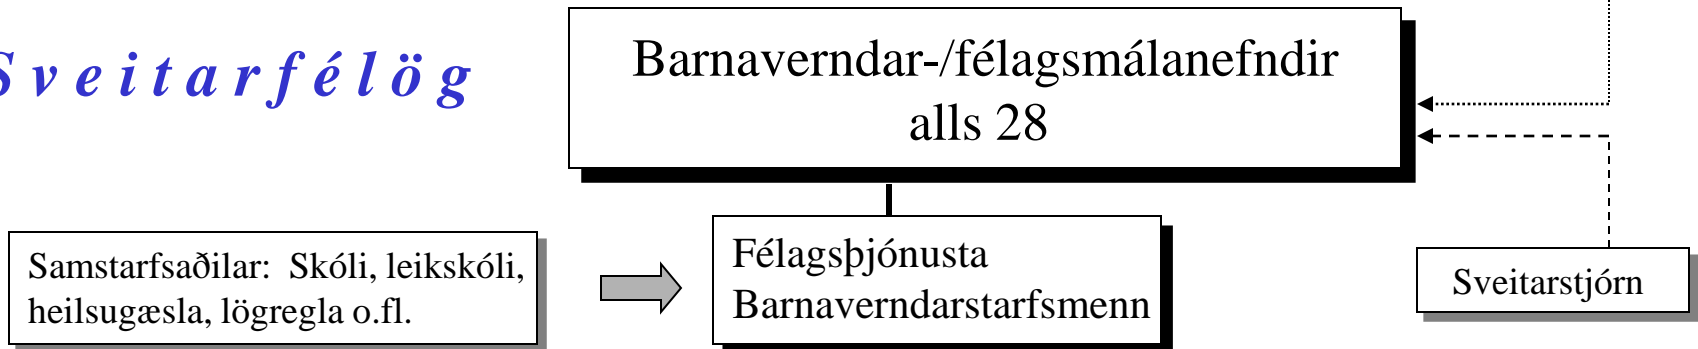 Sveitarfélög
Barnaverndar-/félagsmálanefndir
alls 28
Samstarfsaðilar: Skóli, leikskóli,
heilsugæsla, lögregla o.fl.
Félagsþjónusta
Barnaverndarstarfsmenn
Sveitarstjórn